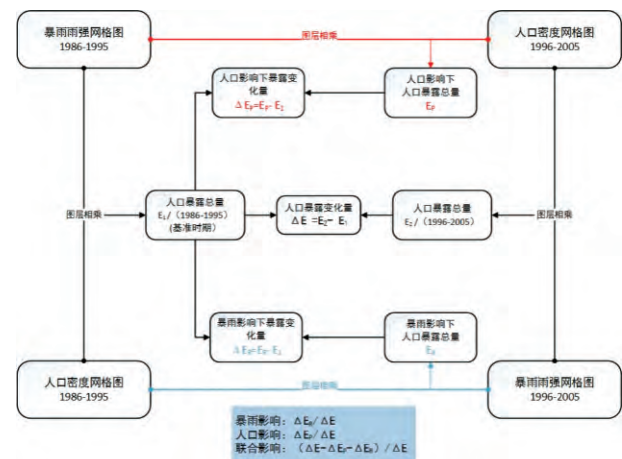 暴雨雨强网格图
1986-1995
图层相乘
人口密度网格图
1996-2005
人口影响下暴露变
化量
ΔEₚ=Eₚ-E₁
人口影响下
人口暴露总量
Eₚ
图层相乘
人口暴露总量
E₁/（1986-1995）
(基准时期)
人口暴露变化量
ΔE =E₂- E₁
人口暴露总量
E₂/（1996-2005）
图层相乘
暴雨影响下暴露变
化量
ΔEᵣ=Eᵣ-E₁
暴雨影响下
人口暴露总量
Eᵣ
人口密度网格图
1986-1995
图层相乘
暴雨雨强网格图
1996-2005
暴雨影响：ΔEᵣ/ΔE
人口影响：ΔEₚ/ΔE
联合影响：（ΔE-ΔEₚ-ΔEᵣ）/ΔE